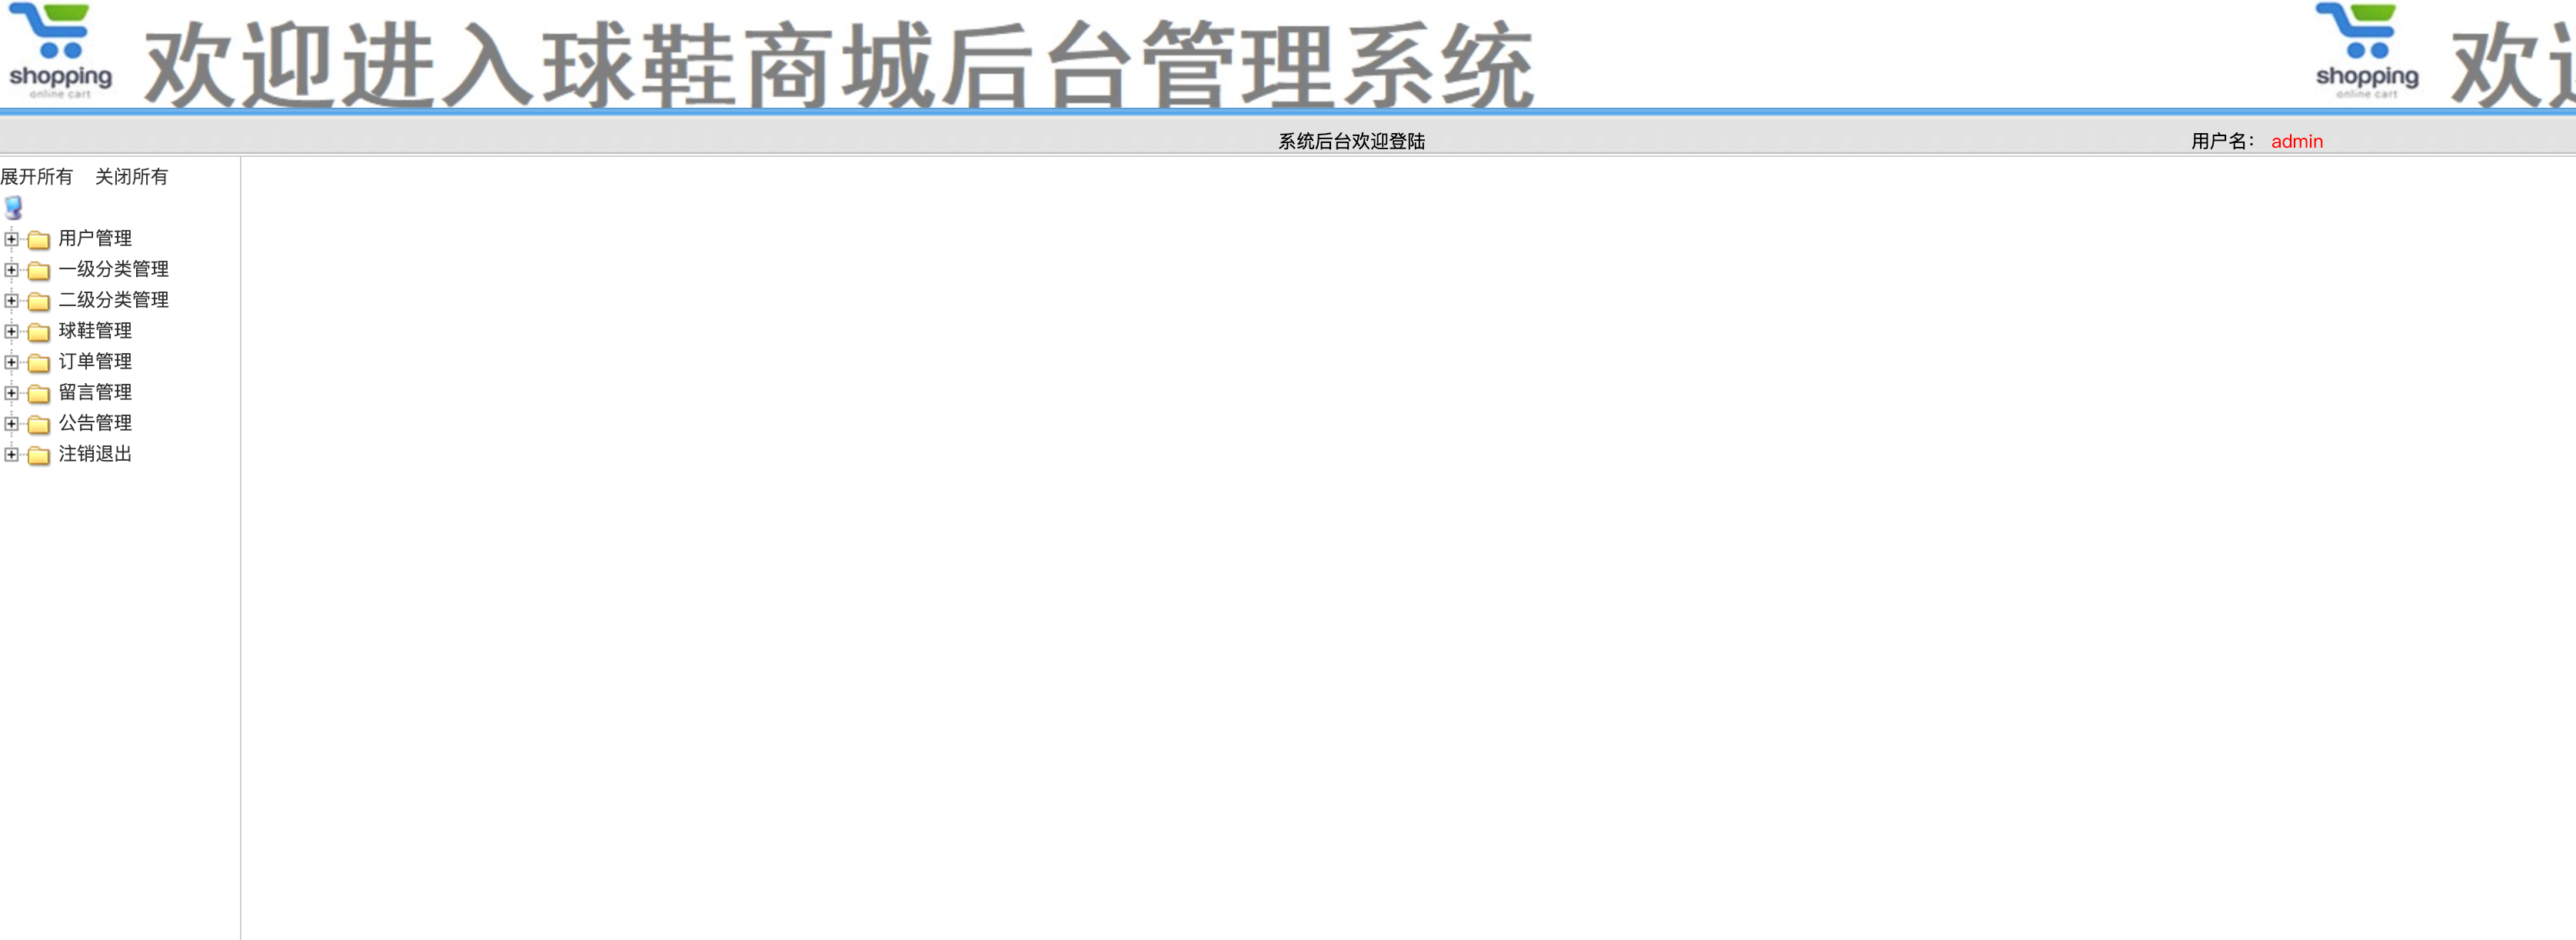 shopping
online cart
欢迎进入球鞋商城后台管理系统
shopping
online cart
欢
系统后台欢迎登陆
用户名： admin
展开所有 关闭所有
用户管理
一级分类管理
二级分类管理
球鞋管理
订单管理
留言管理
公告管理
注销退出